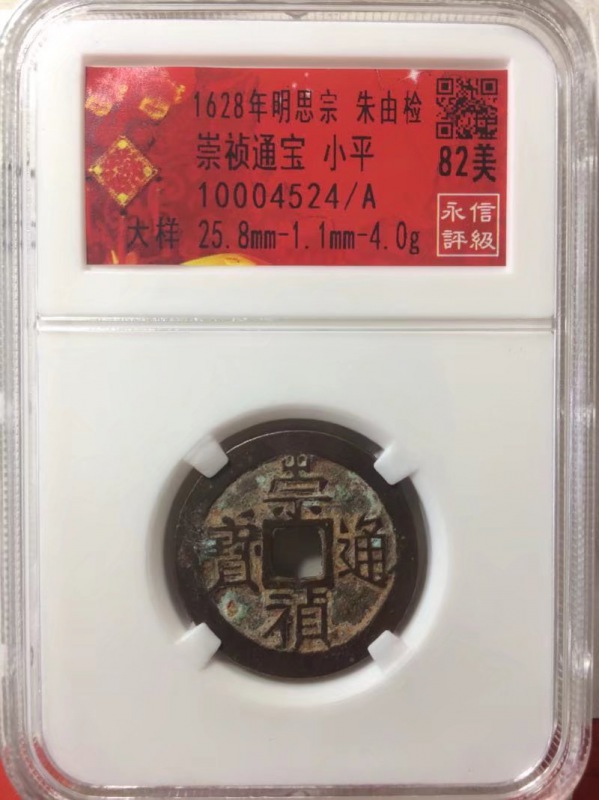 1628年明思宗 朱由检
崇祯通宝 小平
82美
10004524/A
大样 25.8mm-1.1mm-4.0g
永信
評級
崇禎通寶